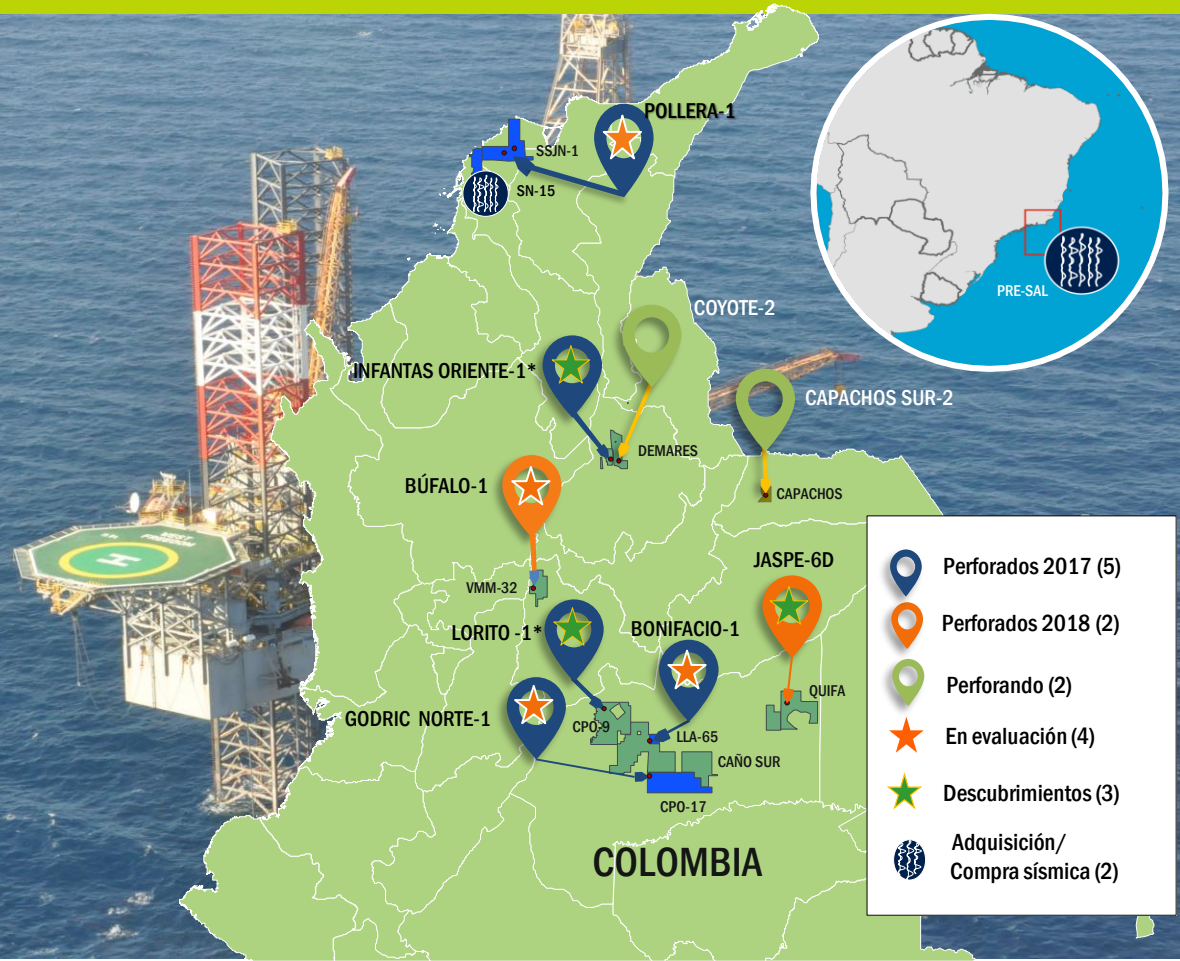 POLLERA-1
SSJN-1
SN-15
PRE-SAL
COYOTE-2
INFANTAS ORIENTE-1*
CAPACHOS SUR-2
DEMARES
BÚFALO-1
CAPACHOS
JASPE-6D
VMM-32
LORITO -1*
BONIFACIO-1
QUIFA
GODRIC NORTE-1
CPO-9
LLA-65
CAÑO SUR
CPO-17
COLOMBIA
Perforados 2017 (5)
Perforados 2018 (2)
Perforando (2)
En evaluación (4)
Descubrimientos (3)
Adquisición/
Compra sísmica (2)
H